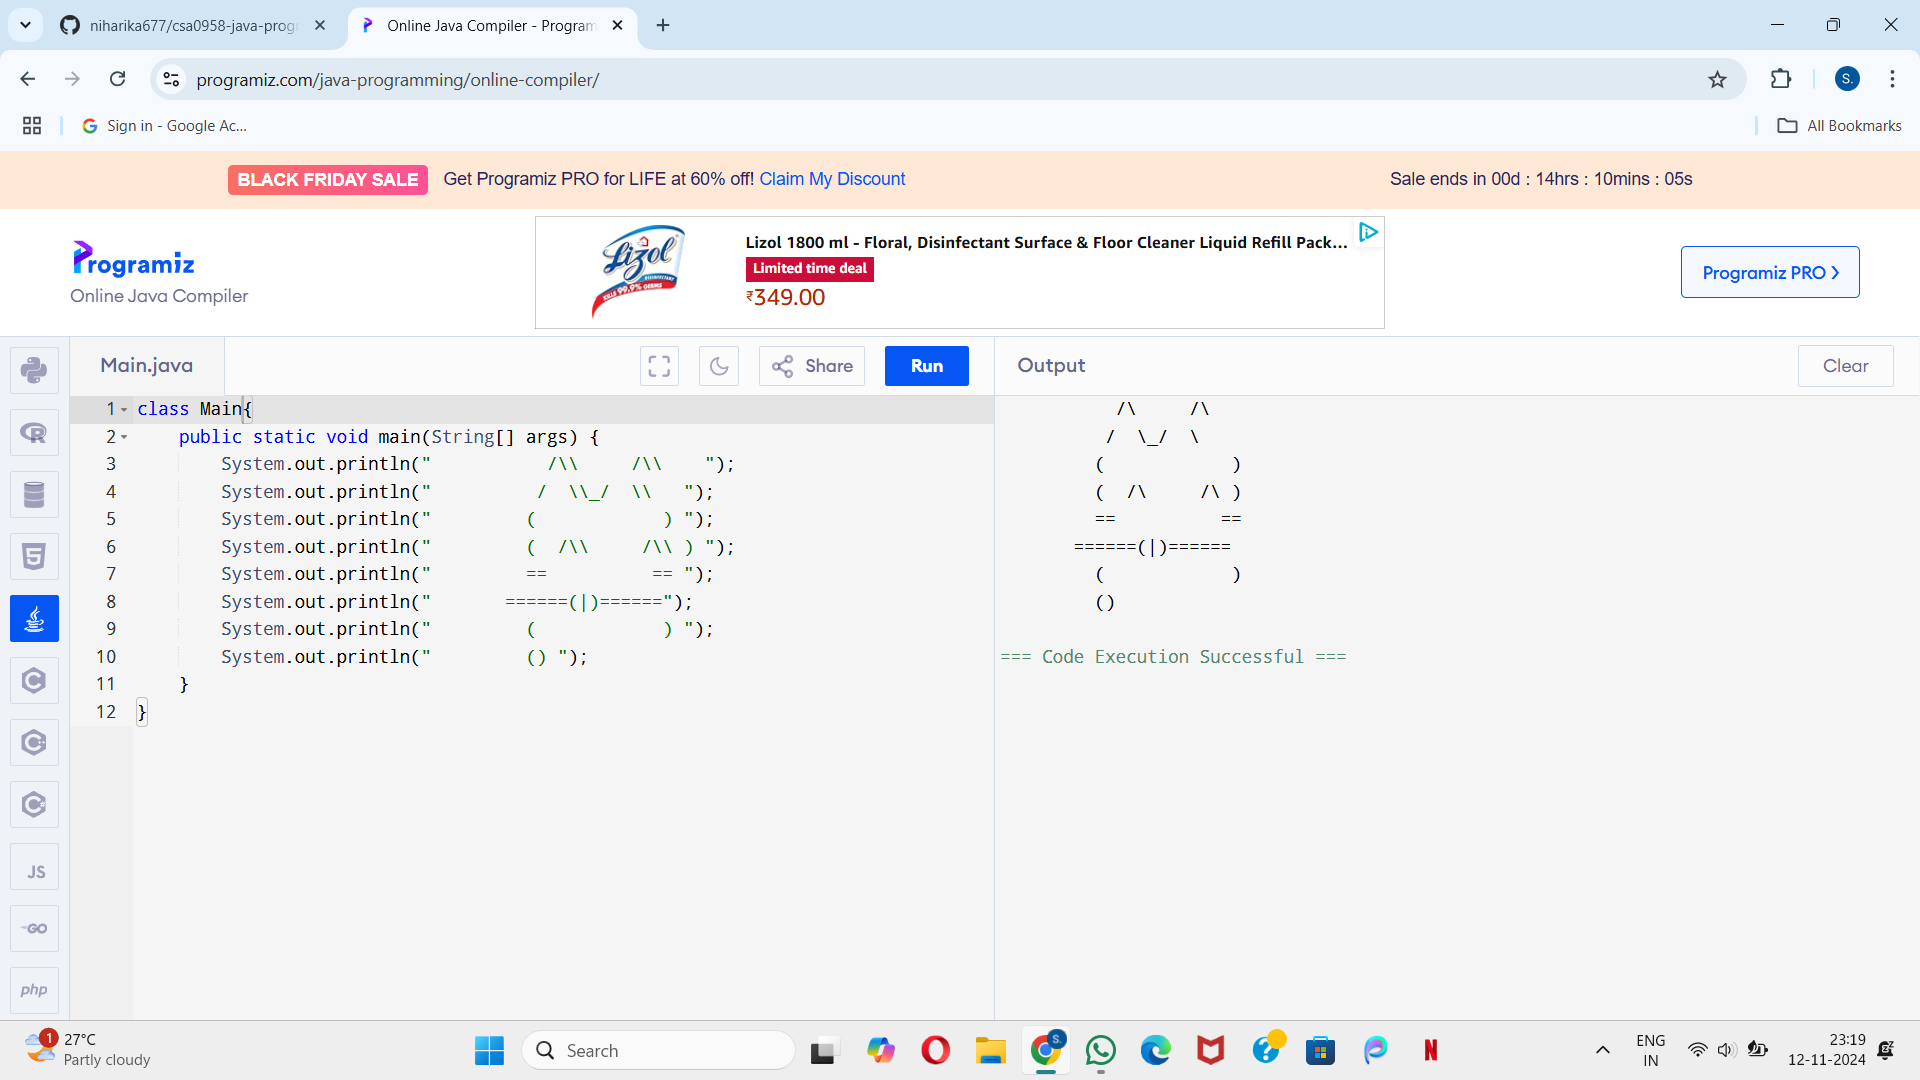 niharika677/csa0958-java-progr
Online Java Compiler - Program
programiz.com/java-programming/online-compiler/
S.
Sign in - Google Ac...
All Bookmarks
BLACK FRIDAY SALE Get Programiz PRO for LIFE at 60% off! Claim My Discount
Sale ends in 00d : 14hrs : 10mins : 05s
Programiz
Online Java Compiler
Lizol
KILLS 99.9% GERMS
Lizol 1800 ml - Floral, Disinfectant Surface & Floor Cleaner Liquid Refill Pack...
Limited time deal
₹349.00
Programiz PRO
Main.java
Share
Run
Output
Clear
1 class Main{
2     public static void main(String[] args) {
3         System.out.println("           /\\     /\\    ");
4         System.out.println("          /  \\_/  \\   ");
5         System.out.println("         (            ) ");
6         System.out.println("         (  /\\     /\\ ) ");
7         System.out.println("         ==          == ");
8         System.out.println("       ======(|)======");
9         System.out.println("         (            ) ");
10         System.out.println("         () ");
11     }
12 }
           /\     /\
          /  \_/  \
         (            )
         (  /\     /\ )
         ==          ==
       ======(|)======
         (            )
         ()
=== Code Execution Successful ===
R
5
C
C
C
JS
GO
php
1
27°C
Partly cloudy
Search
S.
N
ENG
IN
23:19
12-11-2024